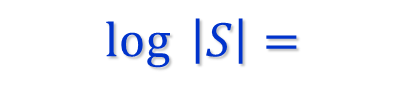 log |S| =